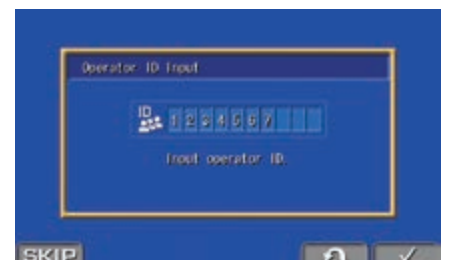 Operator ID Input
ID 1 2 3 4 5 6 7
Input operator ID.
SKIP